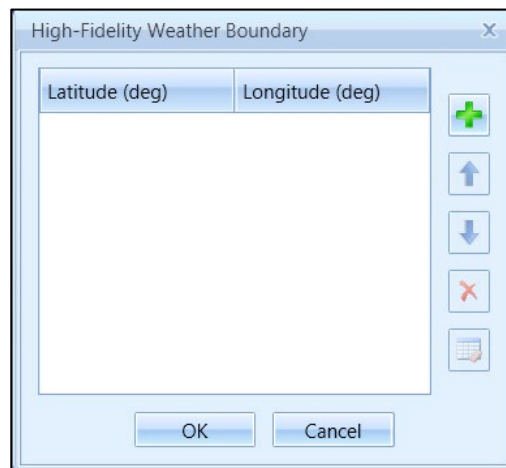 High-Fidelity Weather Boundary
Latitude (deg) Longitude (deg)
OK Cancel